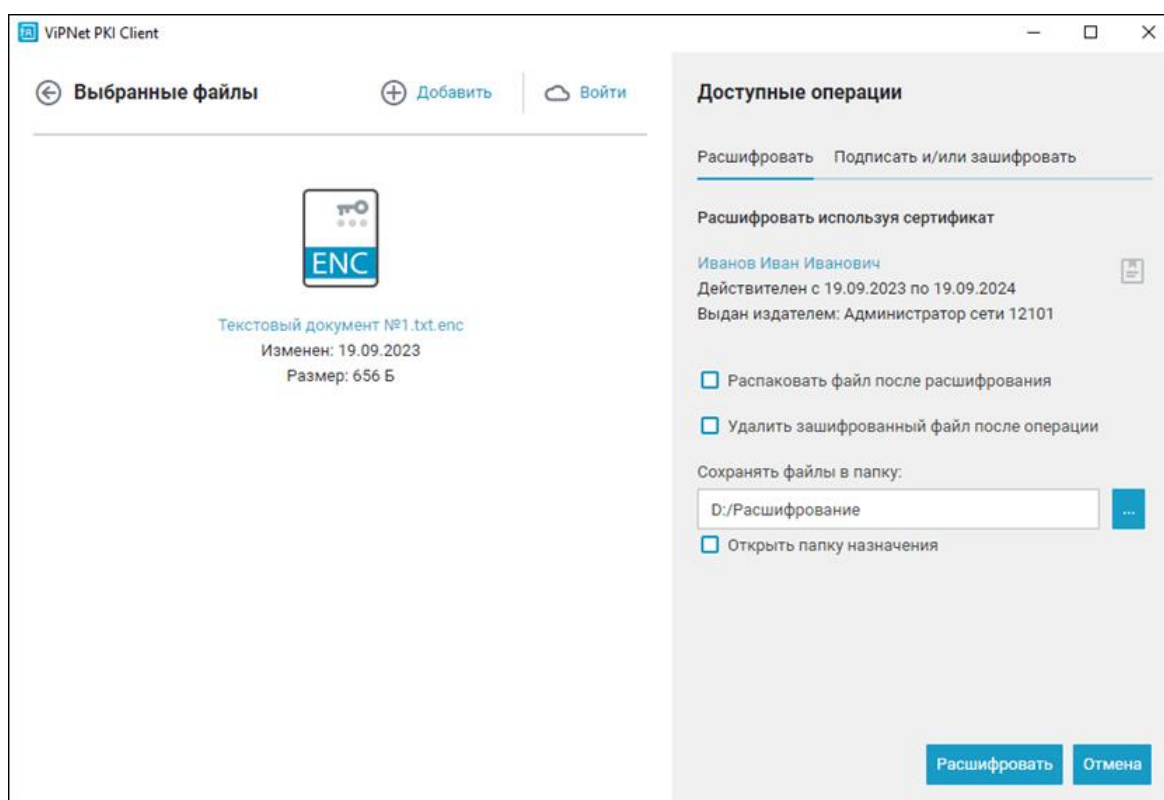 ViPNet PKI Client
Выбранные файлы
Добавить
Войти
ENC
Текстовый документ №1.txt.enc
Изменен: 19.09.2023
Размер: 656 Б
Доступные операции
Расшифровать
Подписать и/или зашифровать
Расшифровать используя сертификат
Иванов Иван Иванович
Действителен с 19.09.2023 по 19.09.2024
Выдан издателем: Администратор сети 12101
Распаковать файл после расшифрования
Удалить зашифрованный файл после операции
Сохранять файлы в папку:
D:/Расшифрование
...
Открыть папку назначения
Расшифровать
Отмена